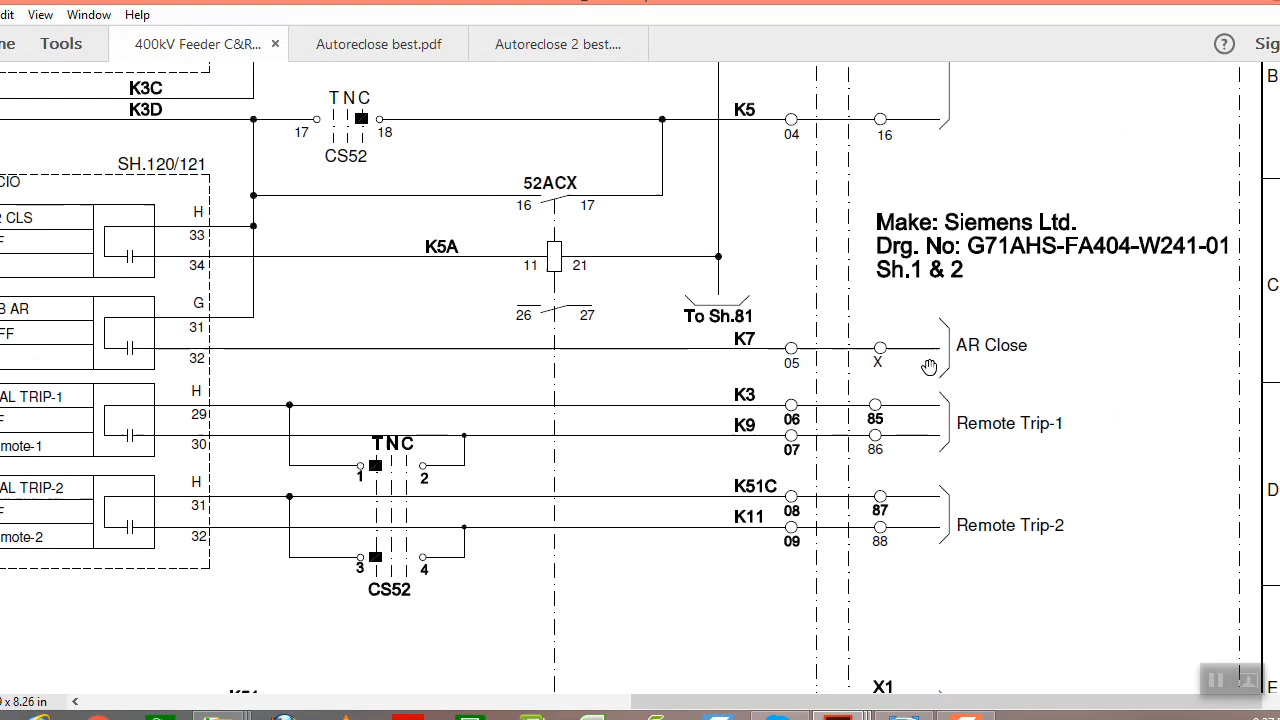 dit View Window Help
ne Tools 400kV Feeder C&R... × Autoreclose best.pdf Autoreclose 2 best.... ? Sig
B
K3C
K3D
T N C
17 18
CS52
K5
04 16
SH.120/121
CIO
52ACX
16 17
R CLS
F
H
33
34
K5A
11 21
Make: Siemens Ltd.
Drg. No: G71AHS-FA404-W241-01
Sh.1 & 2
C
B AR
FF
G
31
32
26 27
To Sh.81
K7
05 X
AR Close
AL TRIP-1
F
mote-1
H
29
30
K3
06 85
K9
07 86
Remote Trip-1
T N C
1 2
AL TRIP-2
F
mote-2
H
31
32
K51C
08 87
K11
09 88
Remote Trip-2
D
3 4
CS52
X1
E
9 x 8.26 in <